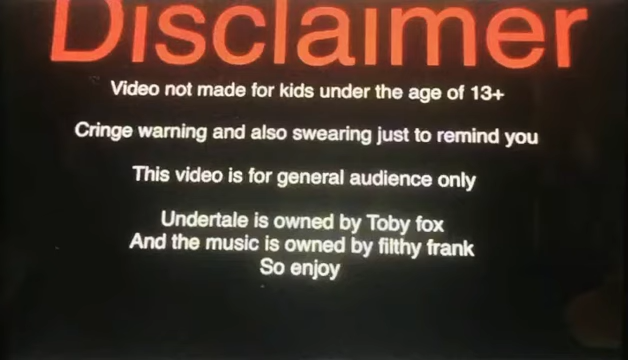 Disclaimer
Video not made for kids under the age of 13+
Cringe warning and also swearing just to remind you
This video is for general audience only
Undertale is owned by Toby fox
And the music is owned by filthy frank
So enjoy